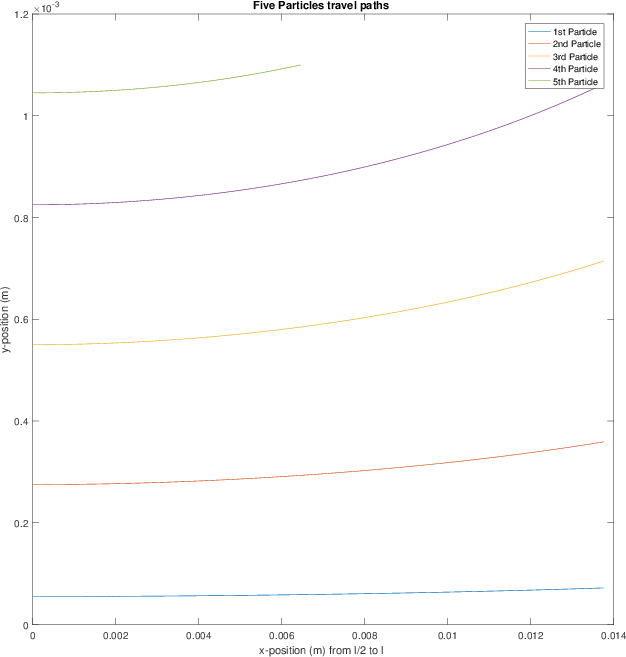 Five Particles travel paths
×10⁻³
1.2
1
0.8
0.6
0.4
0.2
0
y-position (m)
1st Particle
2nd Particle
3rd Particle
4th Particle
5th Particle
0 0.002 0.004 0.006 0.008 0.01 0.012 0.014
x-position (m) from l/2 to l